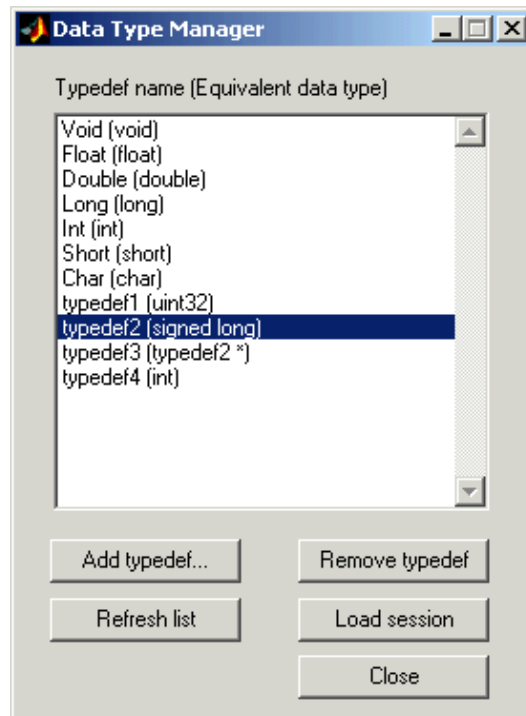 Data Type Manager
Typedef name (Equivalent data type)
Void (void)
Float (float)
Double (double)
Long (long)
Int (int)
Short (short)
Char (char)
typedef1 (uint32)
typedef2 (signed long)
typedef3 (typedef2 *)
typedef4 (int)
Add typedef...
Remove typedef
Refresh list
Load session
Close